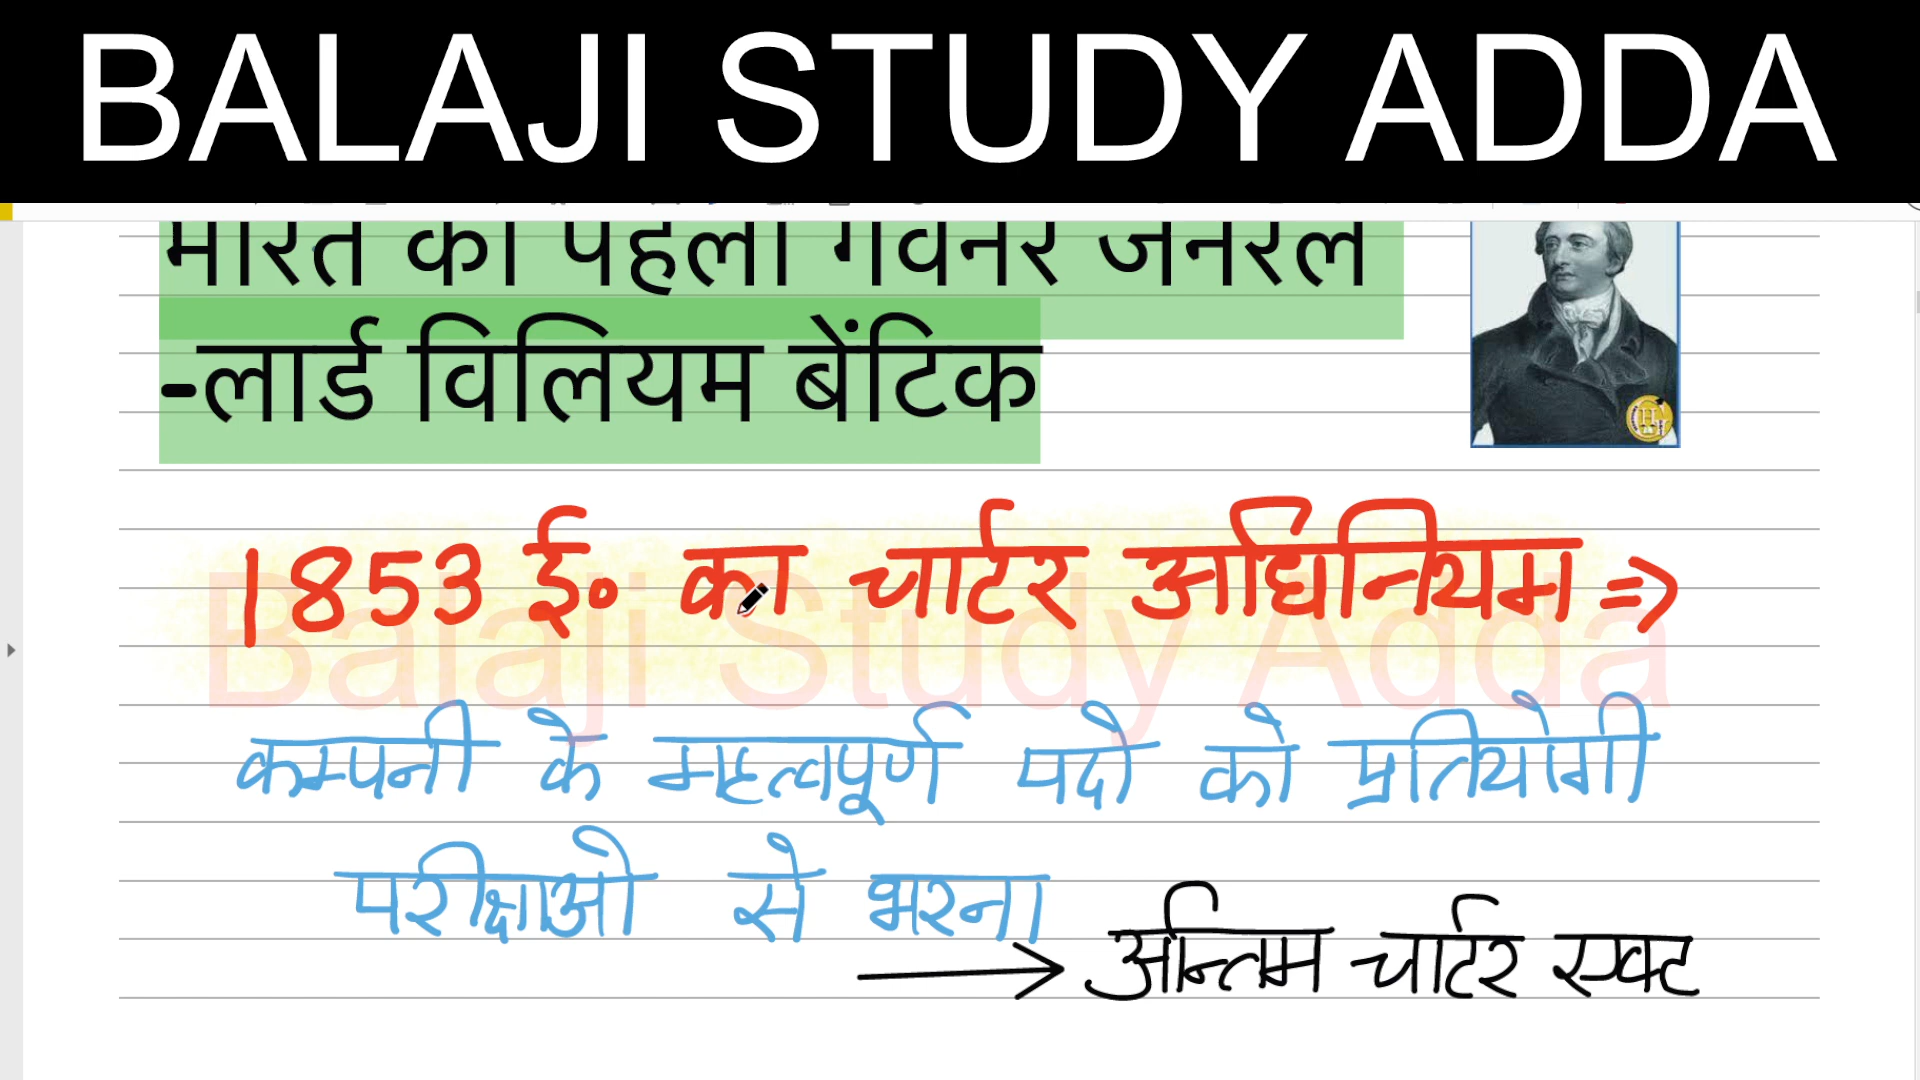 BALAJI STUDY ADDA
भारत का पहला गवर्नर जनरल
-लार्ड विलियम बेंटिक
1853 ई० का चार्टर अधिनियम =>
Balaji Study Adda
कम्पनी के महत्वपूर्ण पदो को प्रतियोगी
परीक्षाओ से भरना
→ अन्तिम चार्टर एक्ट